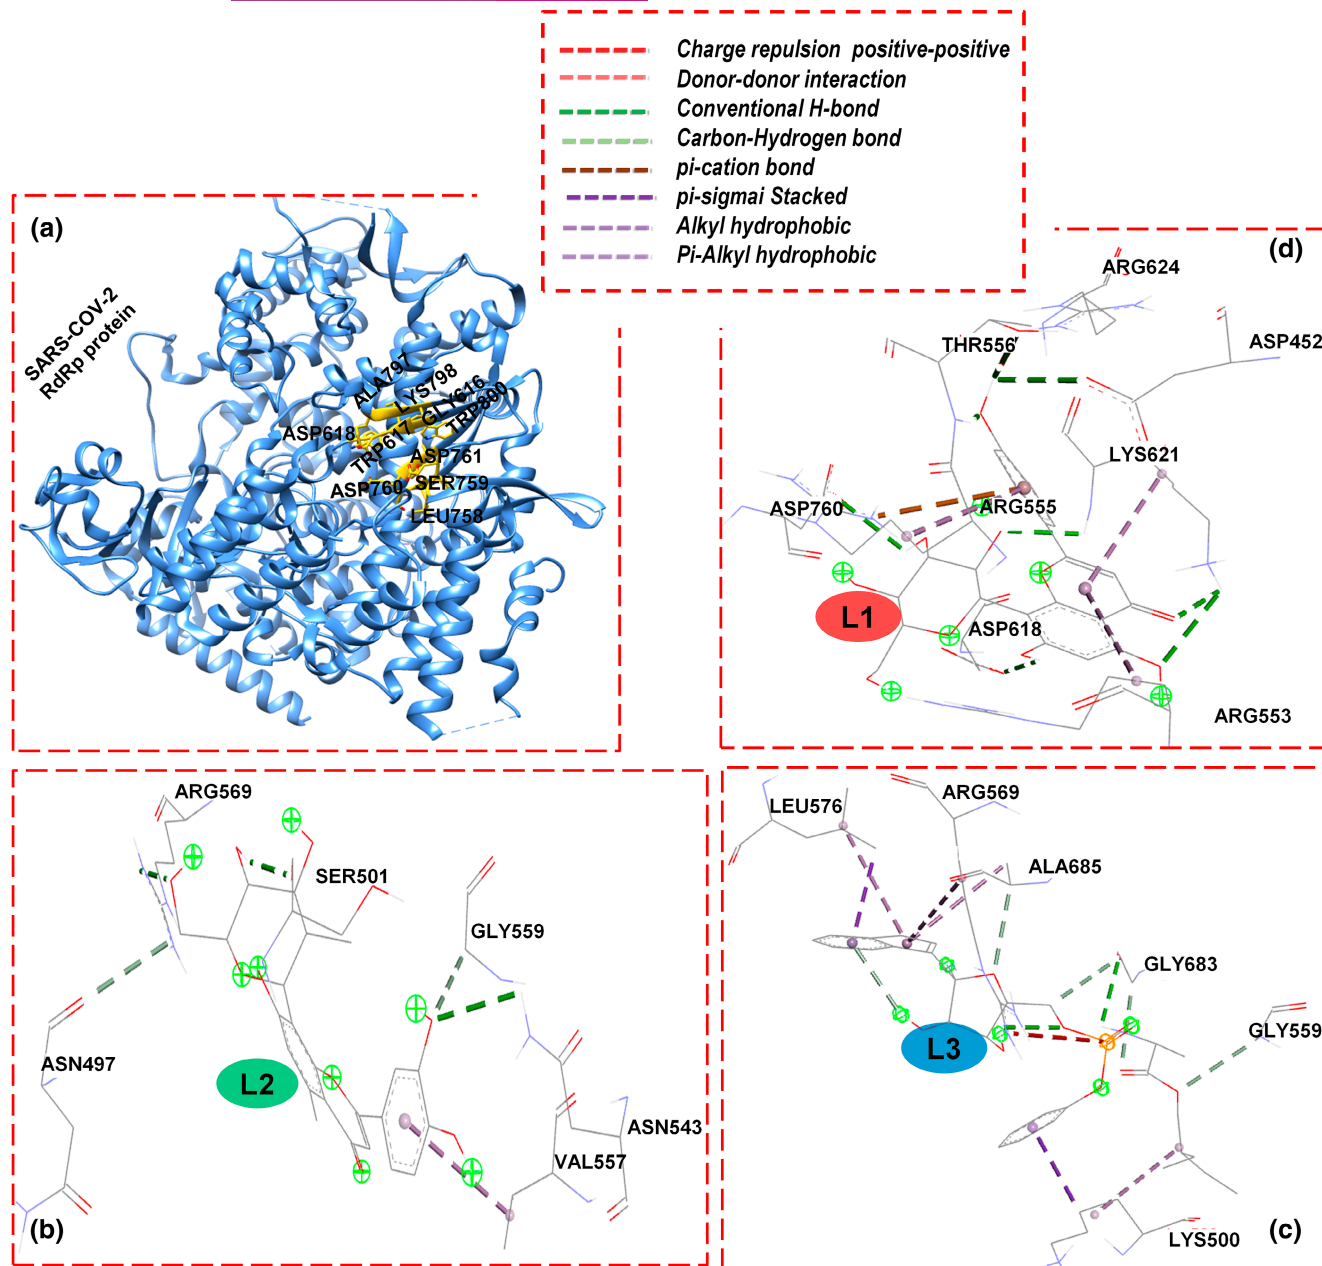 Charge repulsion positive-positive
Donor-donor interaction
Conventional H-bond
Carbon-Hydrogen bond
pi-cation bond
pi-sigmai Stacked
Alkyl hydrophobic
Pi-Alkyl hydrophobic
(a)
SARS-COV-2
RdRp protein
ALA797
LYS798
GLY616
TRP800
ASP618
TRP617
ASP761
ASP760
SER759
LEU758
(d)
ARG624
THR556
ASP452
LYS621
ASP760
ARG555
L1
ASP618
ARG553
ARG569
SER501
GLY559
ASN497
L2
ASN543
VAL557
(b)
LEU576
ARG569
ALA685
GLY683
GLY559
L3
LYS500
(c)